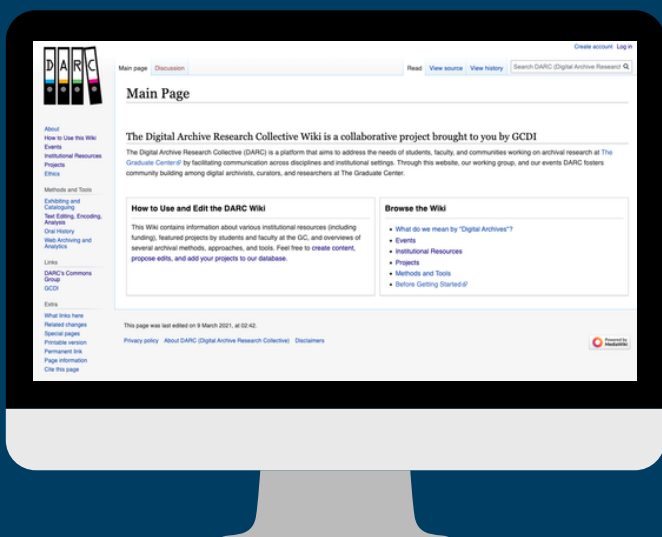 Create account Log in
DARC
Main page Discussion
Read View source View history
Search DARC (Digital Archive Research
Main Page
The Digital Archive Research Collective Wiki is a collaborative project brought to you by GCDI
The Digital Archive Research Collective (DARC) is a platform that aims to address the needs of students, faculty, and communities working on archival research at The
Graduate Center by facilitating communication across disciplines and institutional settings. Through this website, our working group, and our events DARC fosters
community building among digital archivists, curators, and researchers at The Graduate Center.
About
How to Use this Wiki
Events
Institutional Resources
Projects
Ethics
Methods and Tools
Exhibiting and
Cataloguing
Text Editing, Encoding,
Analysis
Oral History
Web Archiving and
Analytics
Links
DARC's Commons
Group
GCDI
Extra
What links here
Related changes
Special pages
Printable version
Permanent link
Page information
Cite this page
How to Use and Edit the DARC Wiki
This Wiki contains information about various institutional resources (including
funding), featured projects by students and faculty at the GC, and overviews of
several archival methods, approaches, and tools. Feel free to create content,
propose edits, and add your projects to our database.
Browse the Wiki
What do we mean by "Digital Archives"?
Events
Institutional Resources
Projects
Methods and Tools
Before Getting Started
This page was last edited on 9 March 2021, at 02:42.
Privacy policy About DARC (Digital Archive Research Collective) Disclaimers
Powered by
MediaWiki